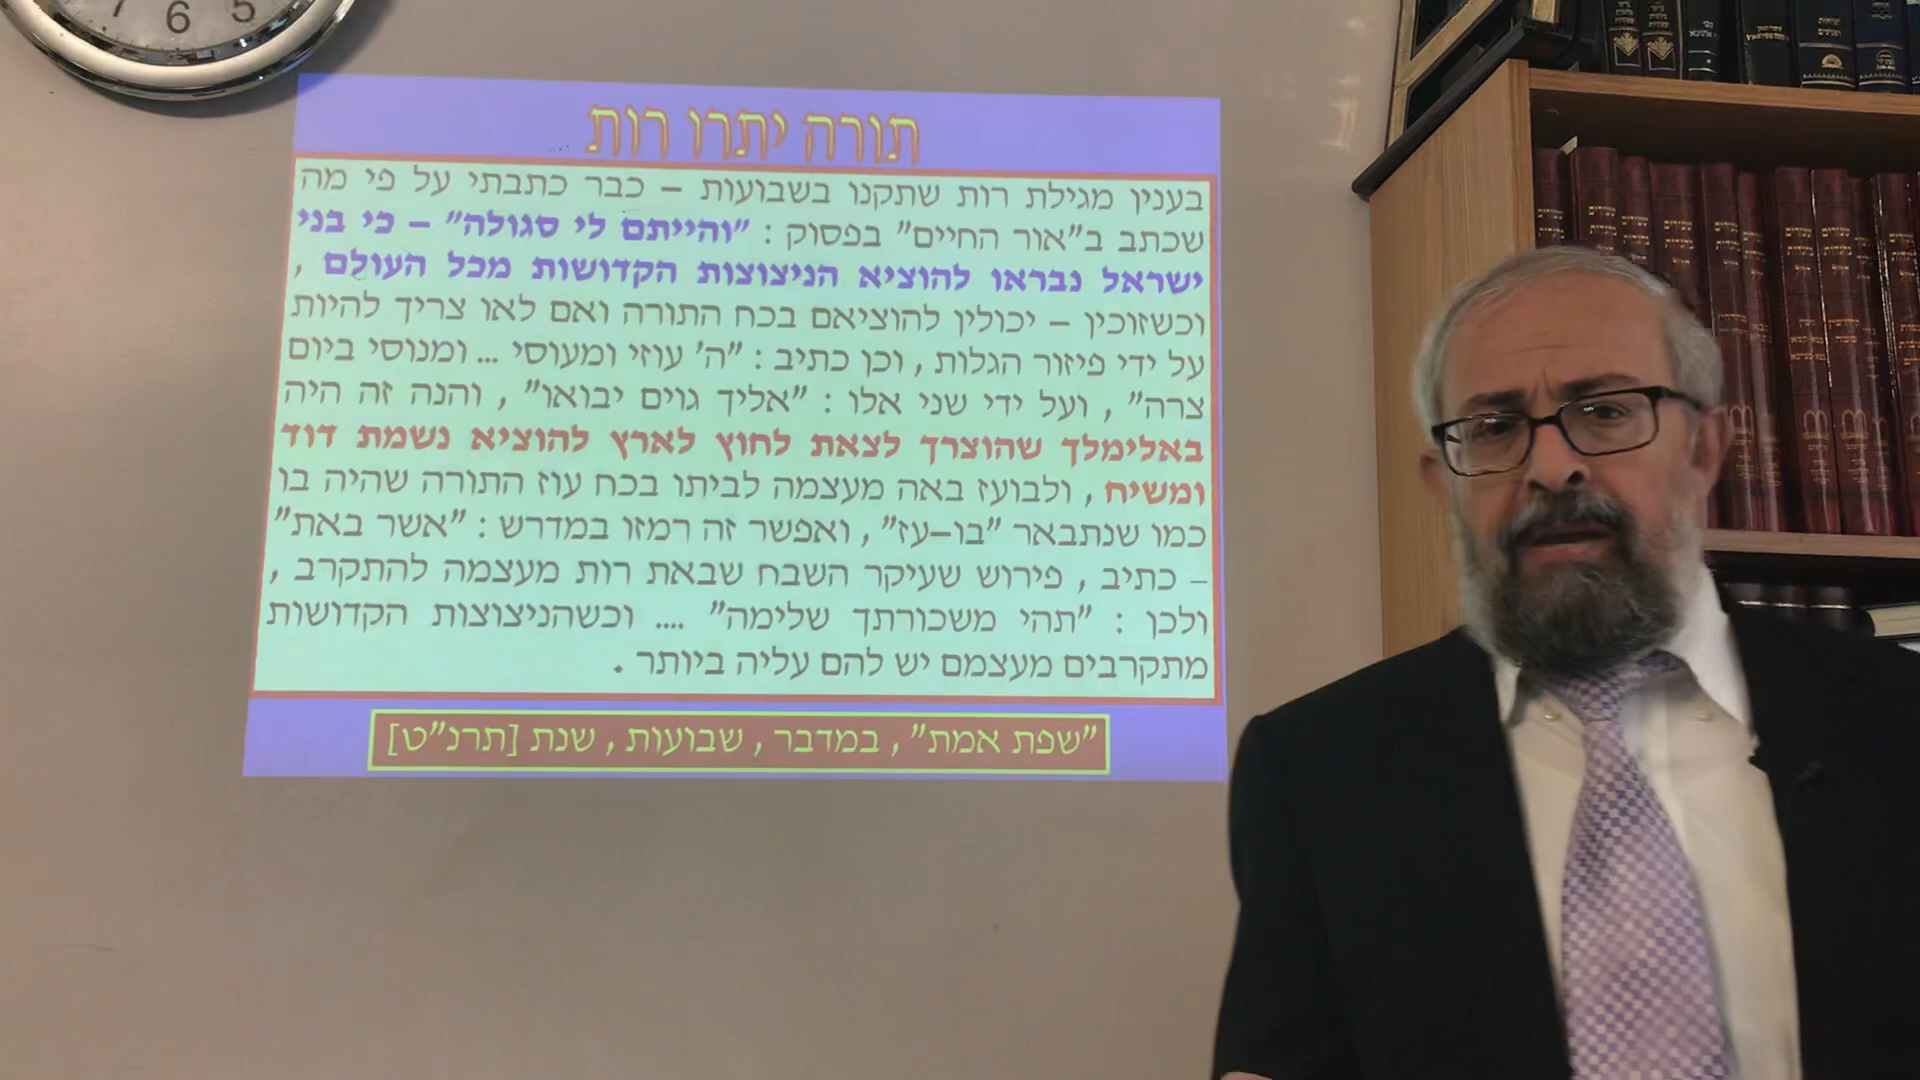 7 6 5
תורה יתרו רות
בענין מגילת רות שתקנו בשבועות – כבר כתבתי על פי מה
שכתב ב"אור החיים" בפסוק : "והייתם לי סגולה" – כי בני
ישראל נבראו להוציא הניצוצות הקדושות מכל העולם ,
וכשזוכין – יכולין להוציאם בכח התורה ואם לאו צריך להיות
על ידי פיזור הגלות , וכן כתיב : "ה' עוזי ומעוסי ... ומנוסי ביום
צרה" , ועל ידי שני אלו : "אליך גוים יבואו" , והנה זה היה
באלימלך שהוצרך לצאת לחוץ לארץ להוציא נשמת דוד
ומשיח , ולבועז באה מעצמה לביתו בכח עוז התורה שהיה בו
כמו שנתבאר "בו–עז" , ואפשר זה רמזו במדרש : "אשר באת"
– כתיב , פירוש שעיקר השבח שבאת רות מעצמה להתקרב ,
ולכן : "תהי משכורתך שלימה" .... וכשהניצוצות הקדושות
מתקרבים מעצמם יש להם עליה ביותר .
"שפת אמת" , במדבר , שבועות , שנת [תרנ"ט]